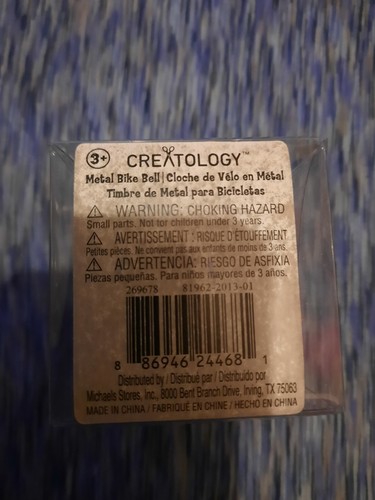 3+ CREATOLOGY™
Metal Bike Bell | Cloche de Vélo en Métal
Timbre de Metal para Bicicletas
WARNING: CHOKING HAZARD
Small parts. Not for children under 3 years.
AVERTISSEMENT : RISQUE D'ÉTOUFFEMENT
Petites pièces. Ne convient pas aux enfants de moins de 3 ans.
ADVERTENCIA: RIESGO DE ASFIXIA
Piezas pequeñas. Para niños mayores de 3 años.
269678 81962-2013-01
8 86946 24468 1
Distributed by / Distribué par / Distribuido por
Michaels Stores, Inc., 8000 Bent Branch Drive, Irving, TX 75063
MADE IN CHINA / FABRIQUÉ EN CHINE / HECHO EN CHINA